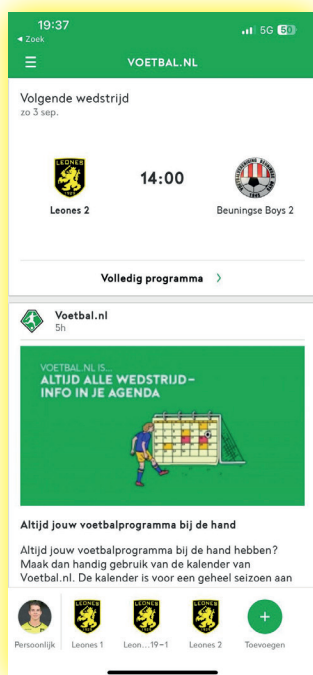 19:37
5G 50
◀ Zoek
VOETBAL.NL
Volgende wedstrijd
zo 3 sep.
LEONES
14:00
Leones 2
Beuningse Boys 2
Volledig programma
Voetbal.nl
5h
VOETBAL.NL IS...
ALTIJD ALLE WEDSTRIJD-
INFO IN JE AGENDA
Altijd jouw voetbalprogramma bij de hand
Altijd jouw voetbalprogramma bij de hand hebben?
Maak dan handig gebruik van de kalender van
Voetbal.nl. De kalender is voor een geheel seizoen aan
LEONES
LEONES
LEONES
Persoonlijk
Leones 1
Leon...19-1
Leones 2
Toevoegen